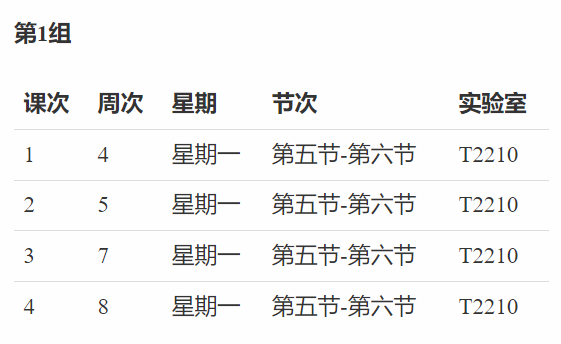 第1组
课次 周次 星期 节次 实验室
1 4 星期一 第五节-第六节 T2210
2 5 星期一 第五节-第六节 T2210
3 7 星期一 第五节-第六节 T2210
4 8 星期一 第五节-第六节 T2210